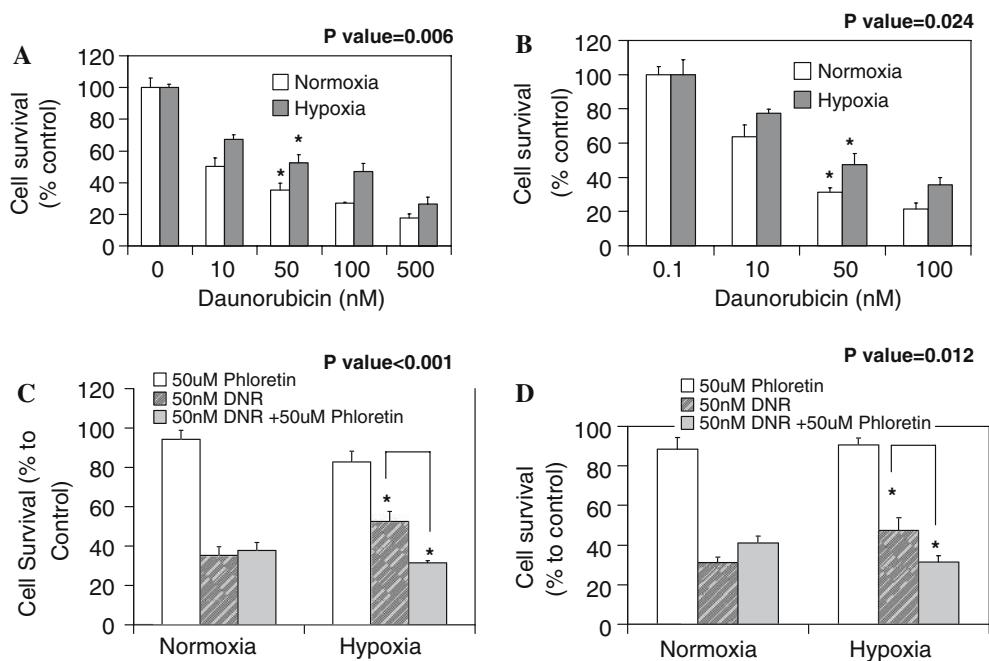 A
P value=0.006
Cell survival
(% control)
120
100
80
60
40
20
0
Normoxia
Hypoxia
*
*
0 10 50 100 500
Daunorubicin (nM)
B
P value=0.024
Cell survival
(% control)
120
100
80
60
40
20
0
Normoxia
Hypoxia
*
*
0.1 10 50 100
Daunorubicin (nM)
C
P value<0.001
Cell Survival (% to
Control)
120
100
80
60
40
20
0
50uM Phloretin
50nM DNR
50nM DNR +50uM Phloretin
*
*
Normoxia Hypoxia
D
P value=0.012
Cell survival
(% to control)
100
80
60
40
20
0
50uM Phloretin
50nM DNR
50nM DNR +50uM Phloretin
*
*
Normoxia Hypoxia